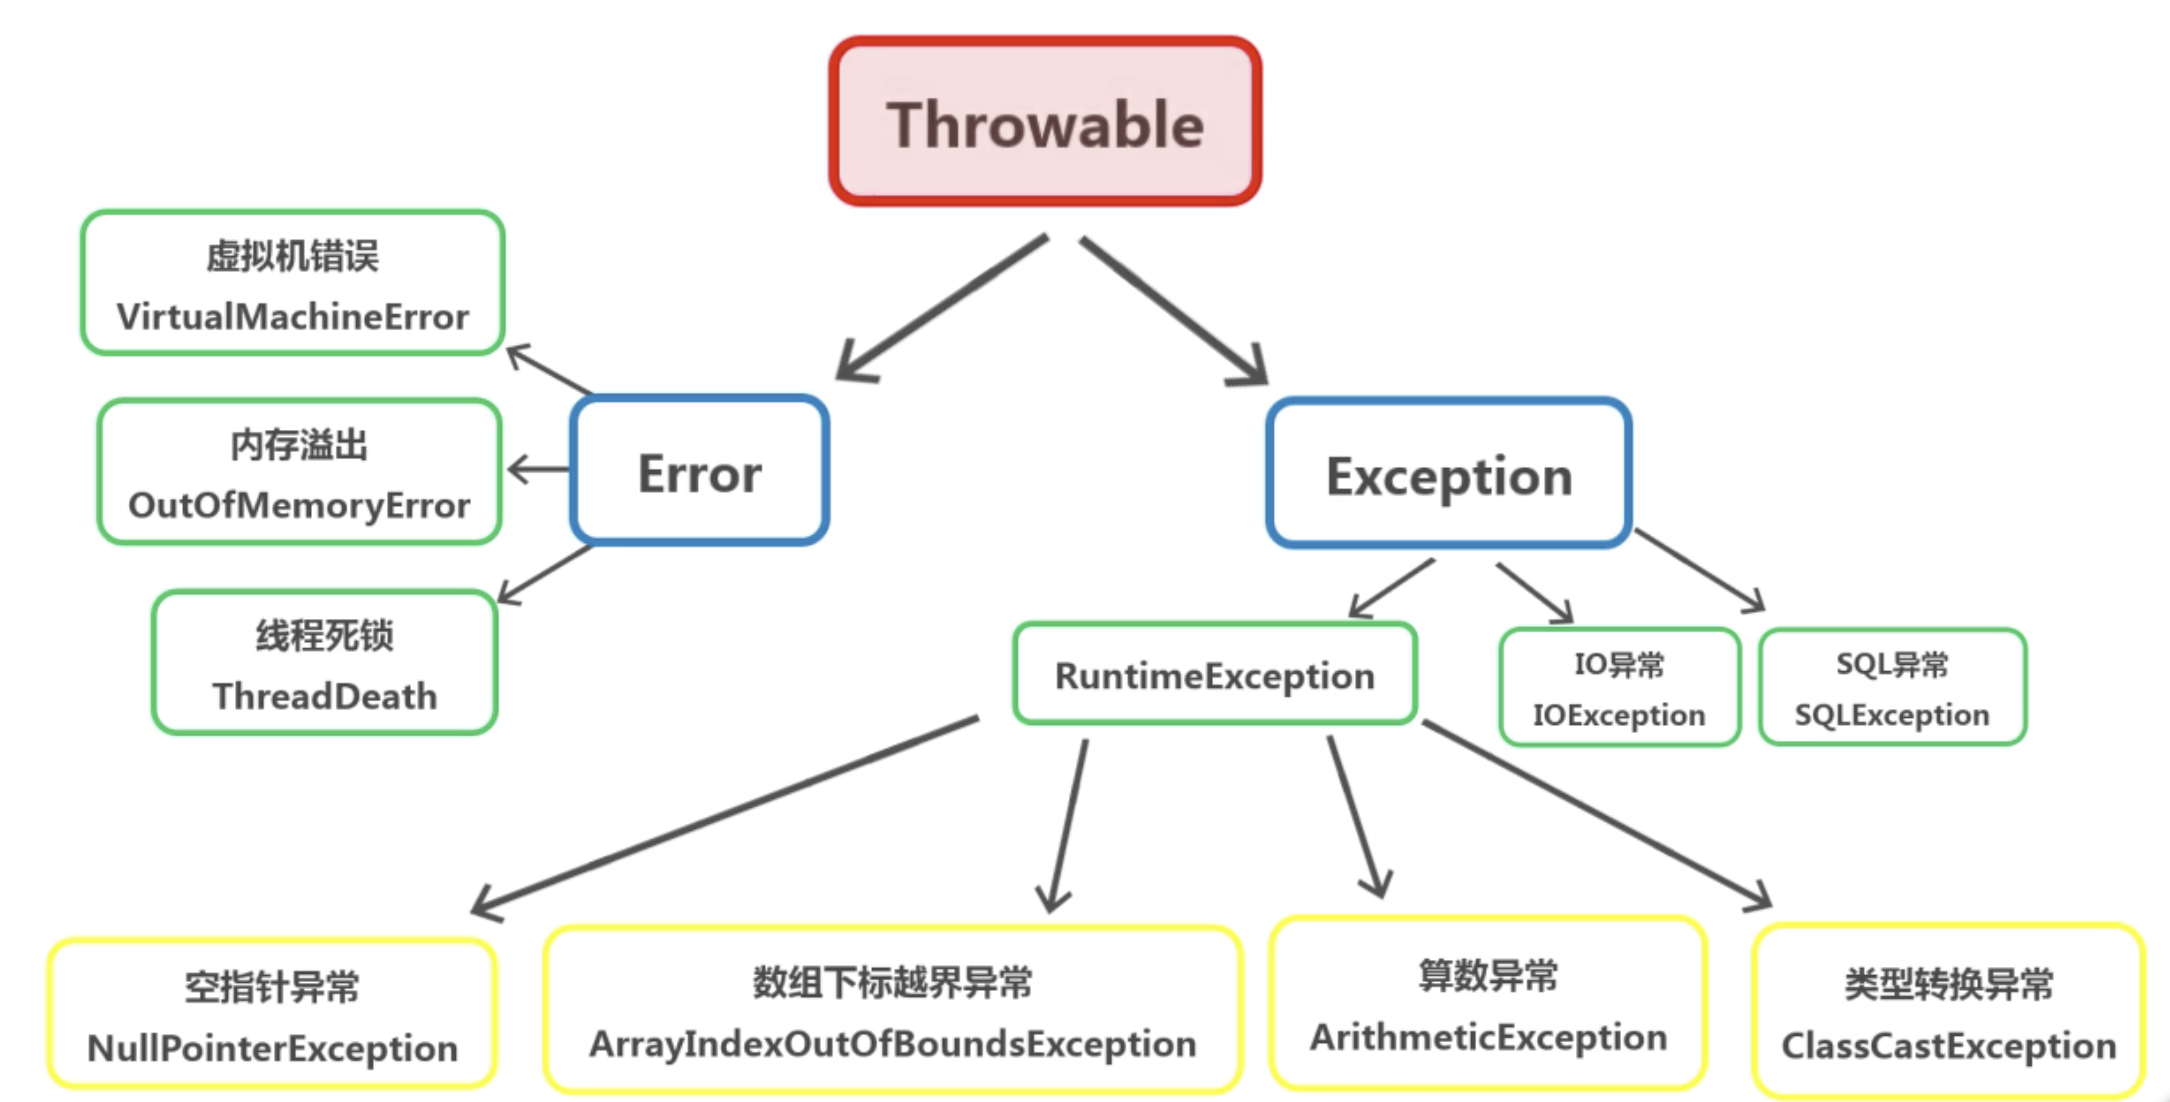 Throwable
虚拟机错误
VirtualMachineError
内存溢出
OutOfMemoryError
线程死锁
ThreadDeath
Error
Exception
RuntimeException
IO异常
IOException
SQL异常
SQLException
空指针异常
NullPointerException
数组下标越界异常
ArrayIndexOutOfBoundsException
算数异常
ArithmeticException
类型转换异常
ClassCastException